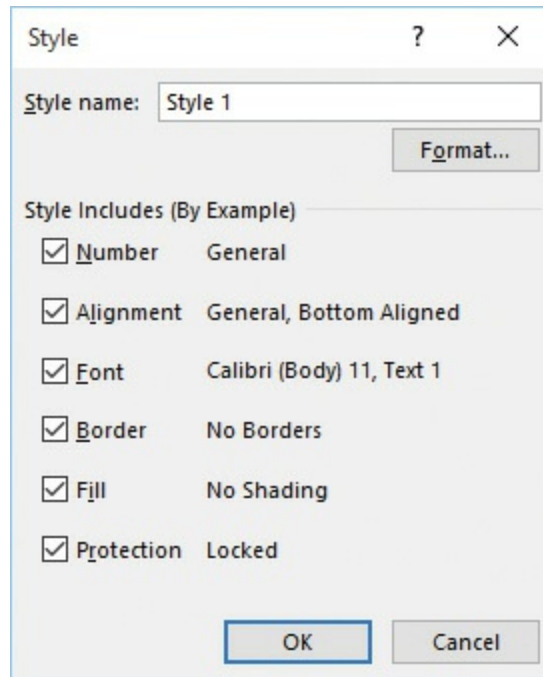 Style ?
Style name: Style 1
Format...
Style Includes (By Example)
Number General
Alignment General, Bottom Aligned
Font Calibri (Body) 11, Text 1
Border No Borders
Fill No Shading
Protection Locked
OK Cancel